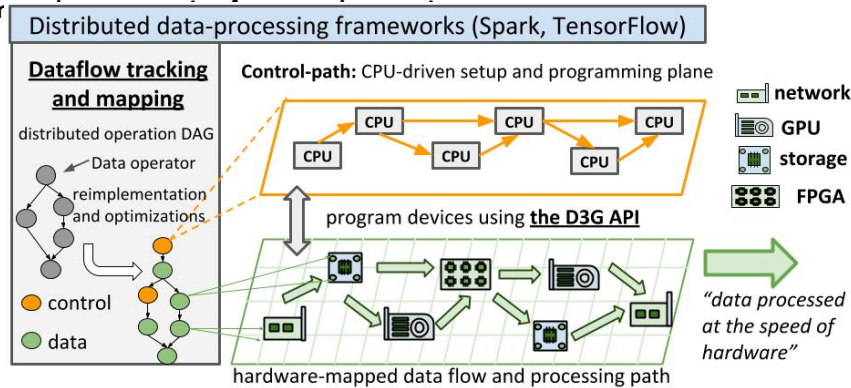 Distributed data-processing frameworks (Spark, TensorFlow)
Dataflow tracking
and mapping
distributed operation DAG
Data operator
reimplementation
and optimizations
control
data
Control-path: CPU-driven setup and programming plane
CPU
CPU
CPU
CPU
CPU
CPU
program devices using the D3G API
hardware-mapped data flow and processing path
network
GPU
storage
FPGA
“data processed
at the speed of
hardware”